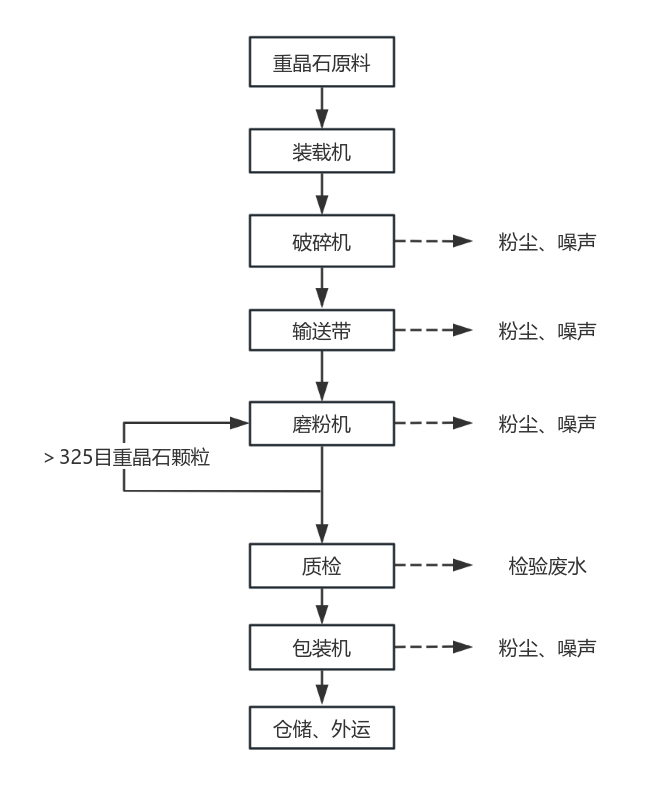 重晶石原料
装载机
破碎机
粉尘、噪声
输送带
粉尘、噪声
磨粉机
粉尘、噪声
＞325目重晶石颗粒
质检
检验废水
包装机
粉尘、噪声
仓储、外运